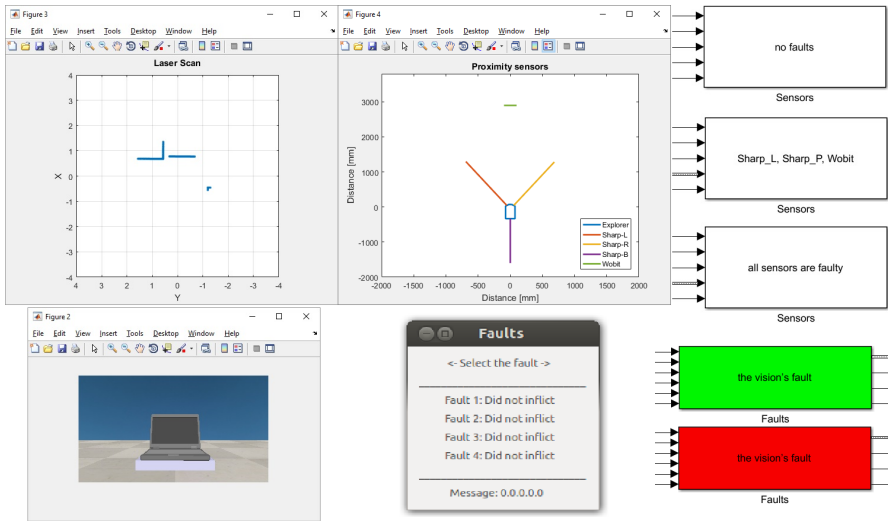 Figure 3
File Edit View Insert Tools Desktop Window Help
Laser Scan
4
3
2
1
0
-1
-2
-3
-4
X
4 3 2 1 0 -1 -2 -3 -4
Y
Figure 4
File Edit View Insert Tools Desktop Window Help
Proximity sensors
3000
2000
1000
0
-1000
-2000
Distance [mm]
-2000 -1500 -1000 -500 0 500 1000 1500 2000
Distance [mm]
Explorer
Sharp-L
Sharp-R
Sharp-B
Wobit
no faults
Sensors
Sharp_L, Sharp_P, Wobit
Sensors
all sensors are faulty
Sensors
Figure 2
File Edit View Insert Tools Desktop Window Help
Faults
<- Select the fault ->
Fault 1: Did not inflict
Fault 2: Did not inflict
Fault 3: Did not inflict
Fault 4: Did not inflict
Message: 0.0.0.0.0
the vision's fault
Faults
the vision's fault
Faults